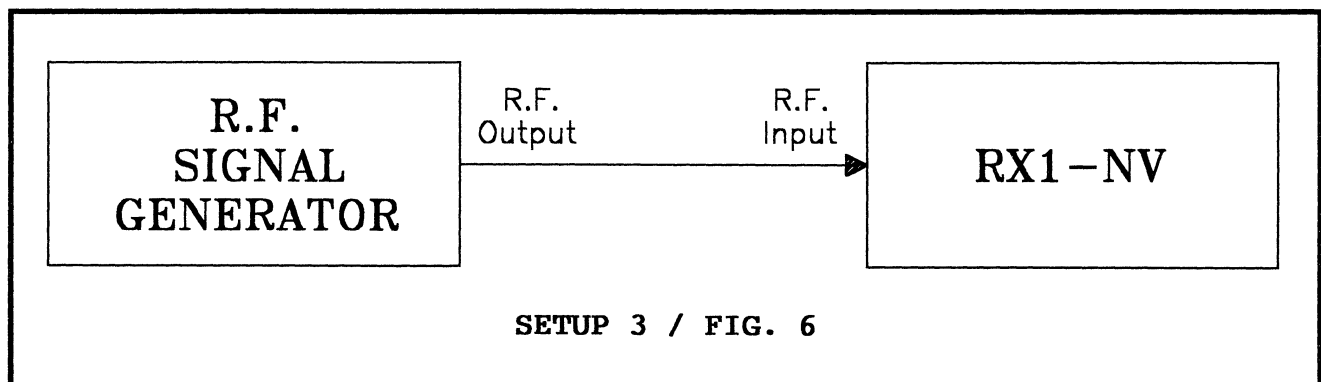 R.F.
SIGNAL
GENERATOR
R.F.
Output
R.F.
Input
RX1-NV
SETUP 3 / FIG. 6